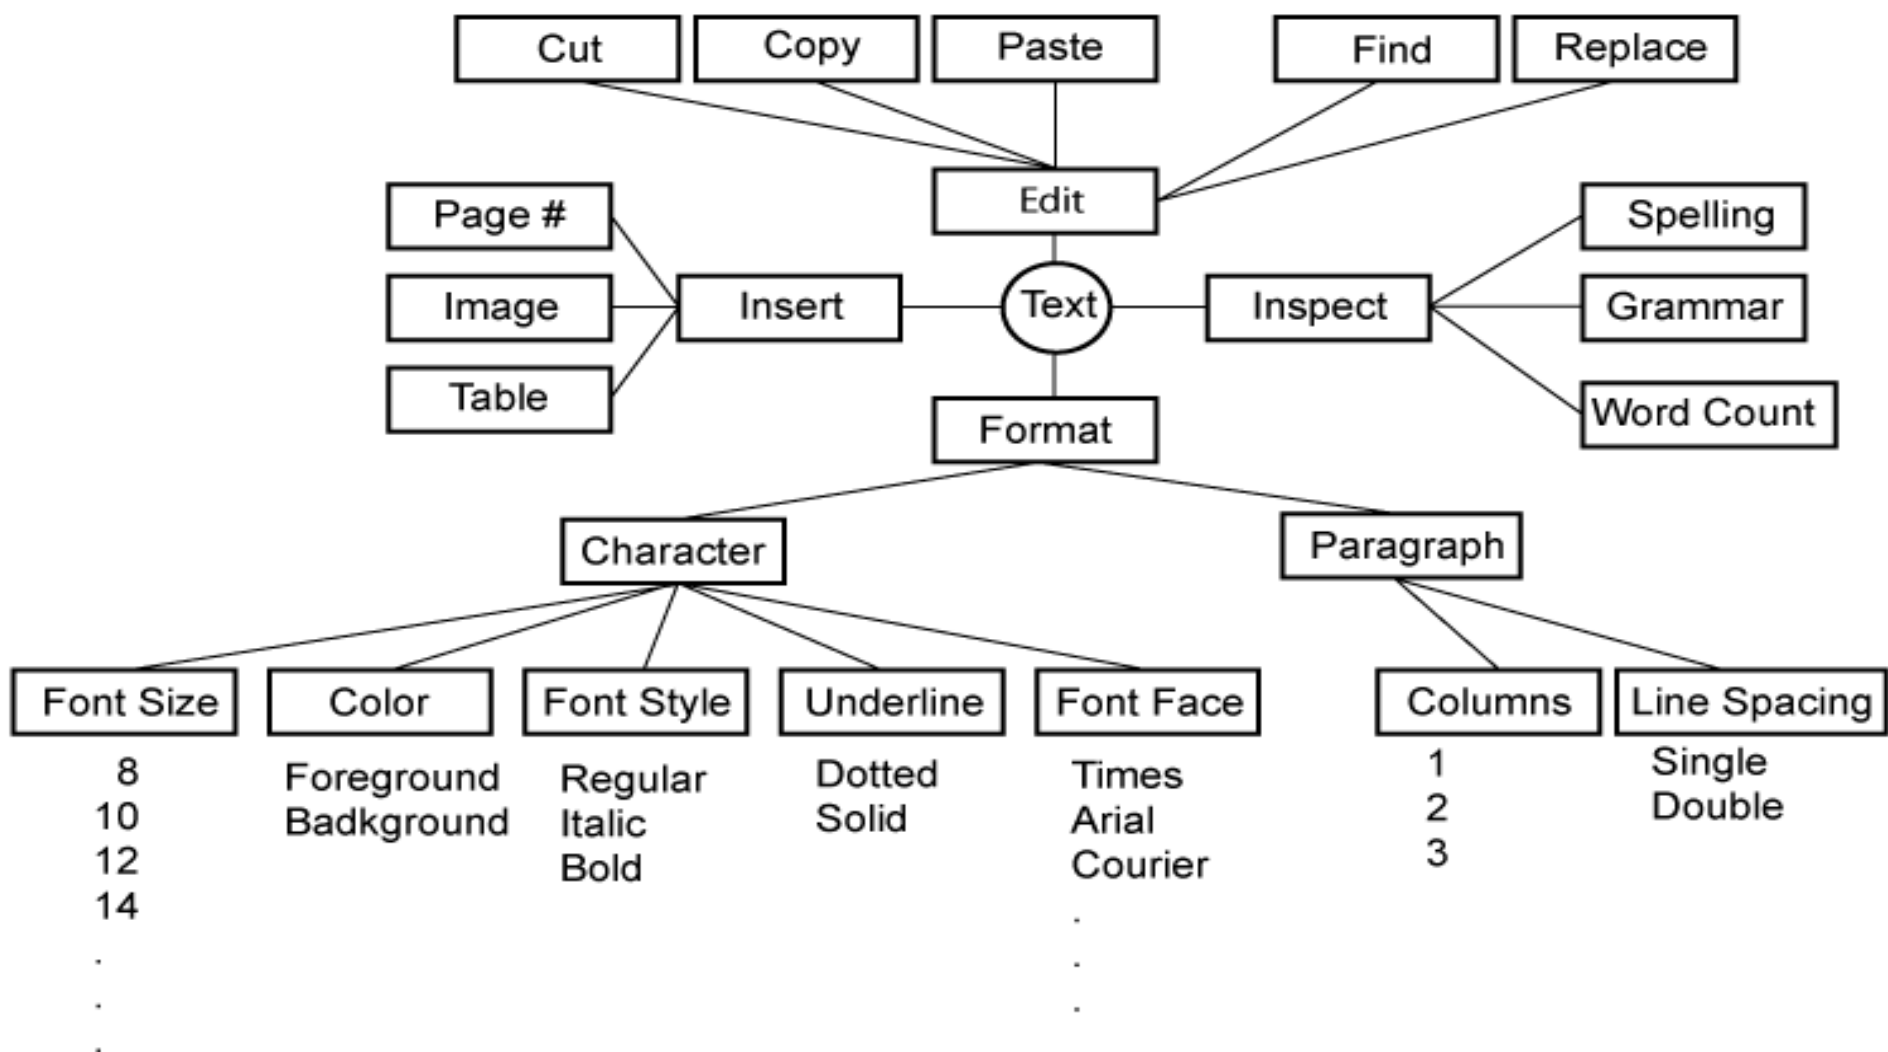 Cut
Copy
Paste
Find
Replace
Edit
Page #
Spelling
Image
Insert
Text
Inspect
Grammar
Table
Word Count
Format
Character
Paragraph
Font Size
Color
Font Style
Underline
Font Face
Columns
Line Spacing
8
10
12
14
.
.
.
Foreground
Badkground
Regular
Italic
Bold
Dotted
Solid
Times
Arial
Courier
.
.
.
1
2
3
Single
Double